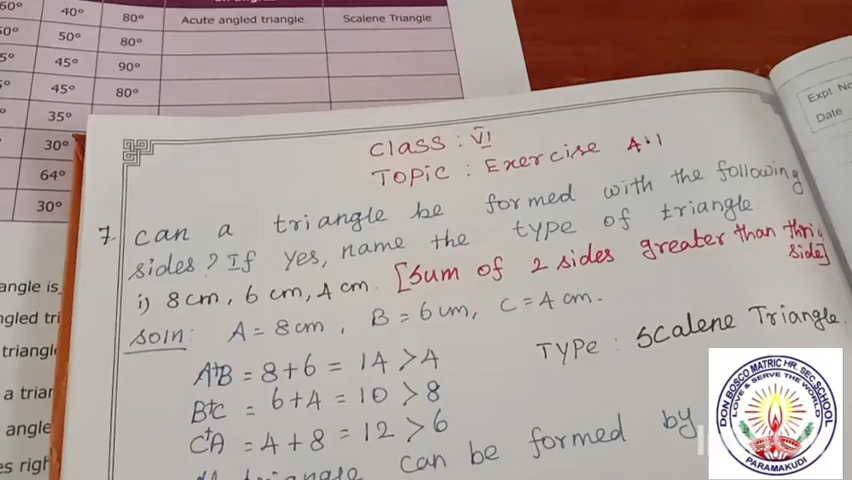 60° 40° 80° Acute angled triangle Scalene Triangle
50° 80°
45° 90°
45° 80°
35°
30°
64°
30°
angle is
ngled tri
triangl
a trian
angle
es righ
Expt No
Date
Class : VI
Topic : Exercise 4.1
7. Can a triangle be formed with the following
sides? If yes, name the type of triangle
i) 8 cm, 6 cm, 4 cm. [Sum of 2 sides greater than thri
side]
Soln: A = 8 cm, B = 6 cm, C = 4 cm.
A+B = 8+6 = 14 > 4 Type : Scalene Triangle.
B+C = 6+4 = 10 > 8
C+A = 4+8 = 12 > 6
triangle can be formed by
DON BOSCO MATRIC HR. SEC. SCHOOL
LOVE & SERVE THE WORLD
PARAMAKUDI